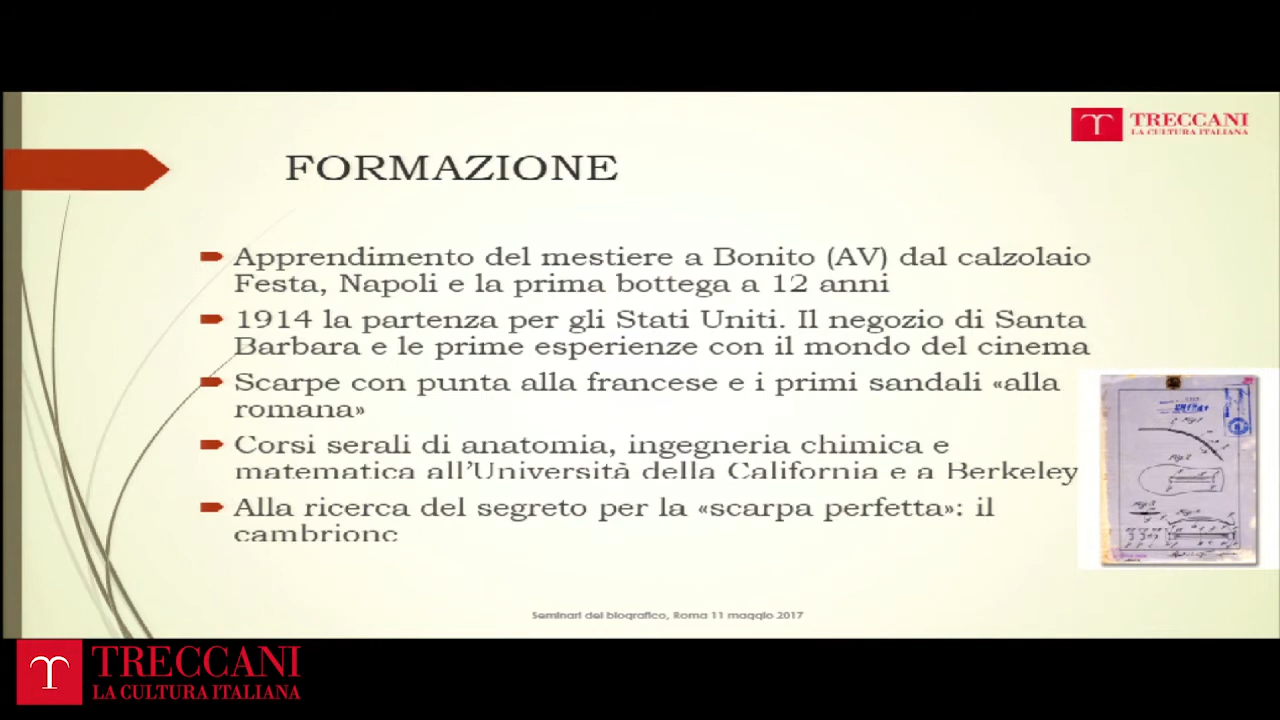 TRECCANI
LA CULTURA ITALIANA
FORMAZIONE
Apprendimento del mestiere a Bonito (AV) dal calzolaio
Festa, Napoli e la prima bottega a 12 anni
1914 la partenza per gli Stati Uniti. Il negozio di Santa
Barbara e le prime esperienze con il mondo del cinema
Scarpe con punta alla francese e i primi sandali «alla
romana»
Corsi serali di anatomia, ingegneria chimica e
matematica all'Università della California e a Berkeley
Alla ricerca del segreto per la «scarpa perfetta»: il
cambrione
Seminari del biografico, Roma 11 maggio 2017
TRECCANI
LA CULTURA ITALIANA